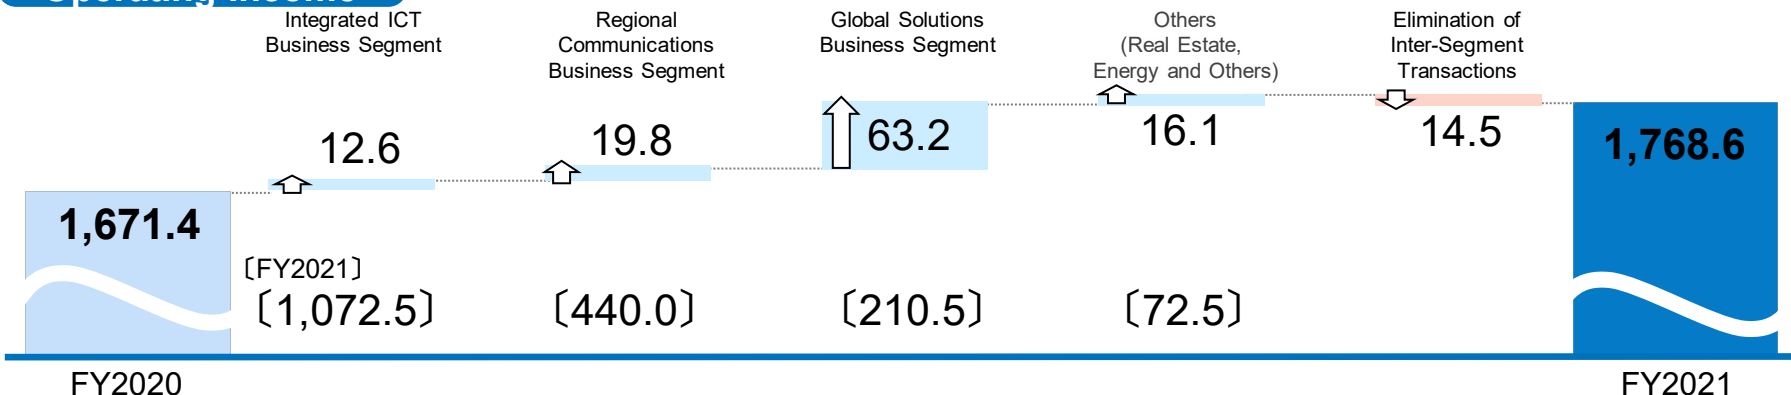 Operating Income
Integrated ICT
Business Segment
Regional
Communications
Business Segment
Global Solutions
Business Segment
Others
(Real Estate,
Energy and Others)
Elimination of
Inter-Segment
Transactions
12.6
19.8
63.2
16.1
14.5
1,671.4
1,768.6
〔FY2021〕
〔1,072.5〕
〔440.0〕
〔210.5〕
〔72.5〕
FY2020
FY2021